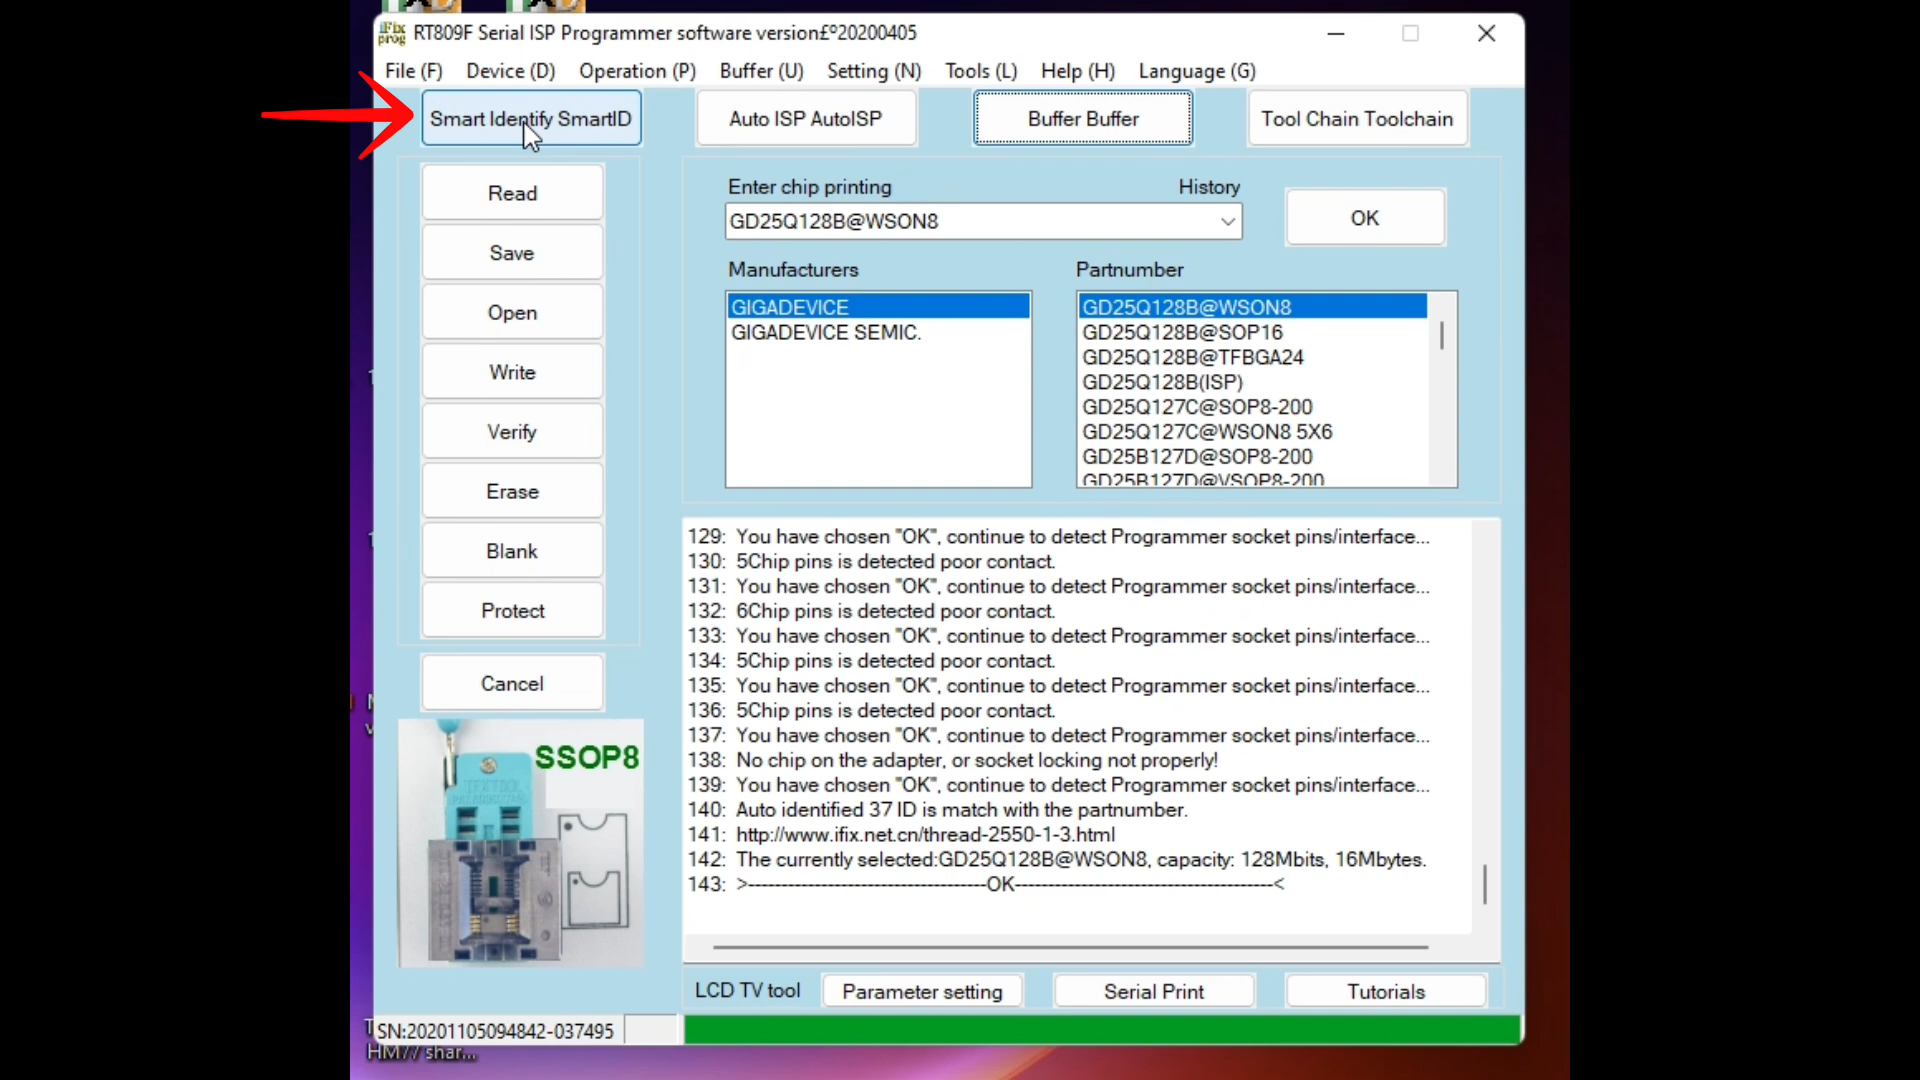 iFix
prog
RT809F Serial ISP Programmer software version£º20200405
File (F) Device (D) Operation (P) Buffer (U) Setting (N) Tools (L) Help (H) Language (G)
Smart Identify SmartID
Auto ISP AutoISP
Buffer Buffer
Tool Chain Toolchain
Read
Save
Open
Write
Verify
Erase
Blank
Protect
Cancel
SSOP8
Enter chip printing
History
GD25Q128B@WSON8
OK
Manufacturers
GIGADEVICE
GIGADEVICE SEMIC.
Partnumber
GD25Q128B@WSON8
GD25Q128B@SOP16
GD25Q128B@TFBGA24
GD25Q128B(ISP)
GD25Q127C@SOP8-200
GD25Q127C@WSON8 5X6
GD25B127D@SOP8-200
GD25B127D@VSOP8-200
129: You have chosen "OK", continue to detect Programmer socket pins/interface...
130: 5Chip pins is detected poor contact.
131: You have chosen "OK", continue to detect Programmer socket pins/interface...
132: 6Chip pins is detected poor contact.
133: You have chosen "OK", continue to detect Programmer socket pins/interface...
134: 5Chip pins is detected poor contact.
135: You have chosen "OK", continue to detect Programmer socket pins/interface...
136: 5Chip pins is detected poor contact.
137: You have chosen "OK", continue to detect Programmer socket pins/interface...
138: No chip on the adapter, or socket locking not properly!
139: You have chosen "OK", continue to detect Programmer socket pins/interface...
140: Auto identified 37 ID is match with the partnumber.
141: http://www.ifix.net.cn/thread-2550-1-3.html
142: The currently selected:GD25Q128B@WSON8, capacity: 128Mbits, 16Mbytes.
143: >------------------------------------OK---------------------------------------<
LCD TV tool
Parameter setting
Serial Print
Tutorials
SN:20201105094842-037495
HM77 shar...